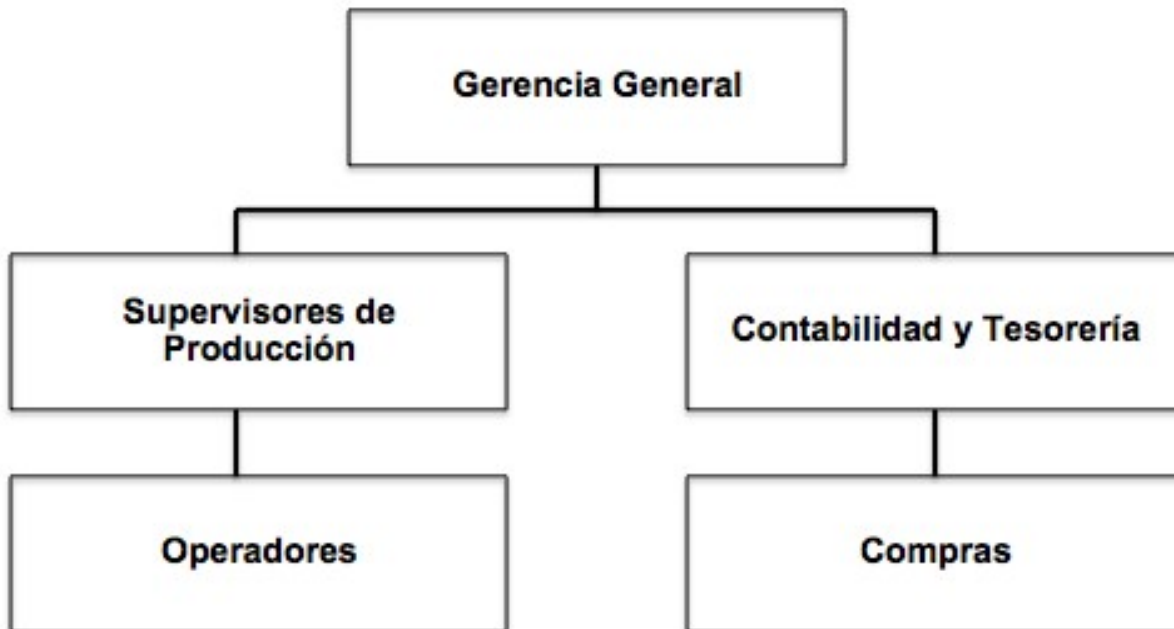 Gerencia General
Supervisores de
Producción
Contabilidad y Tesorería
Operadores
Compras